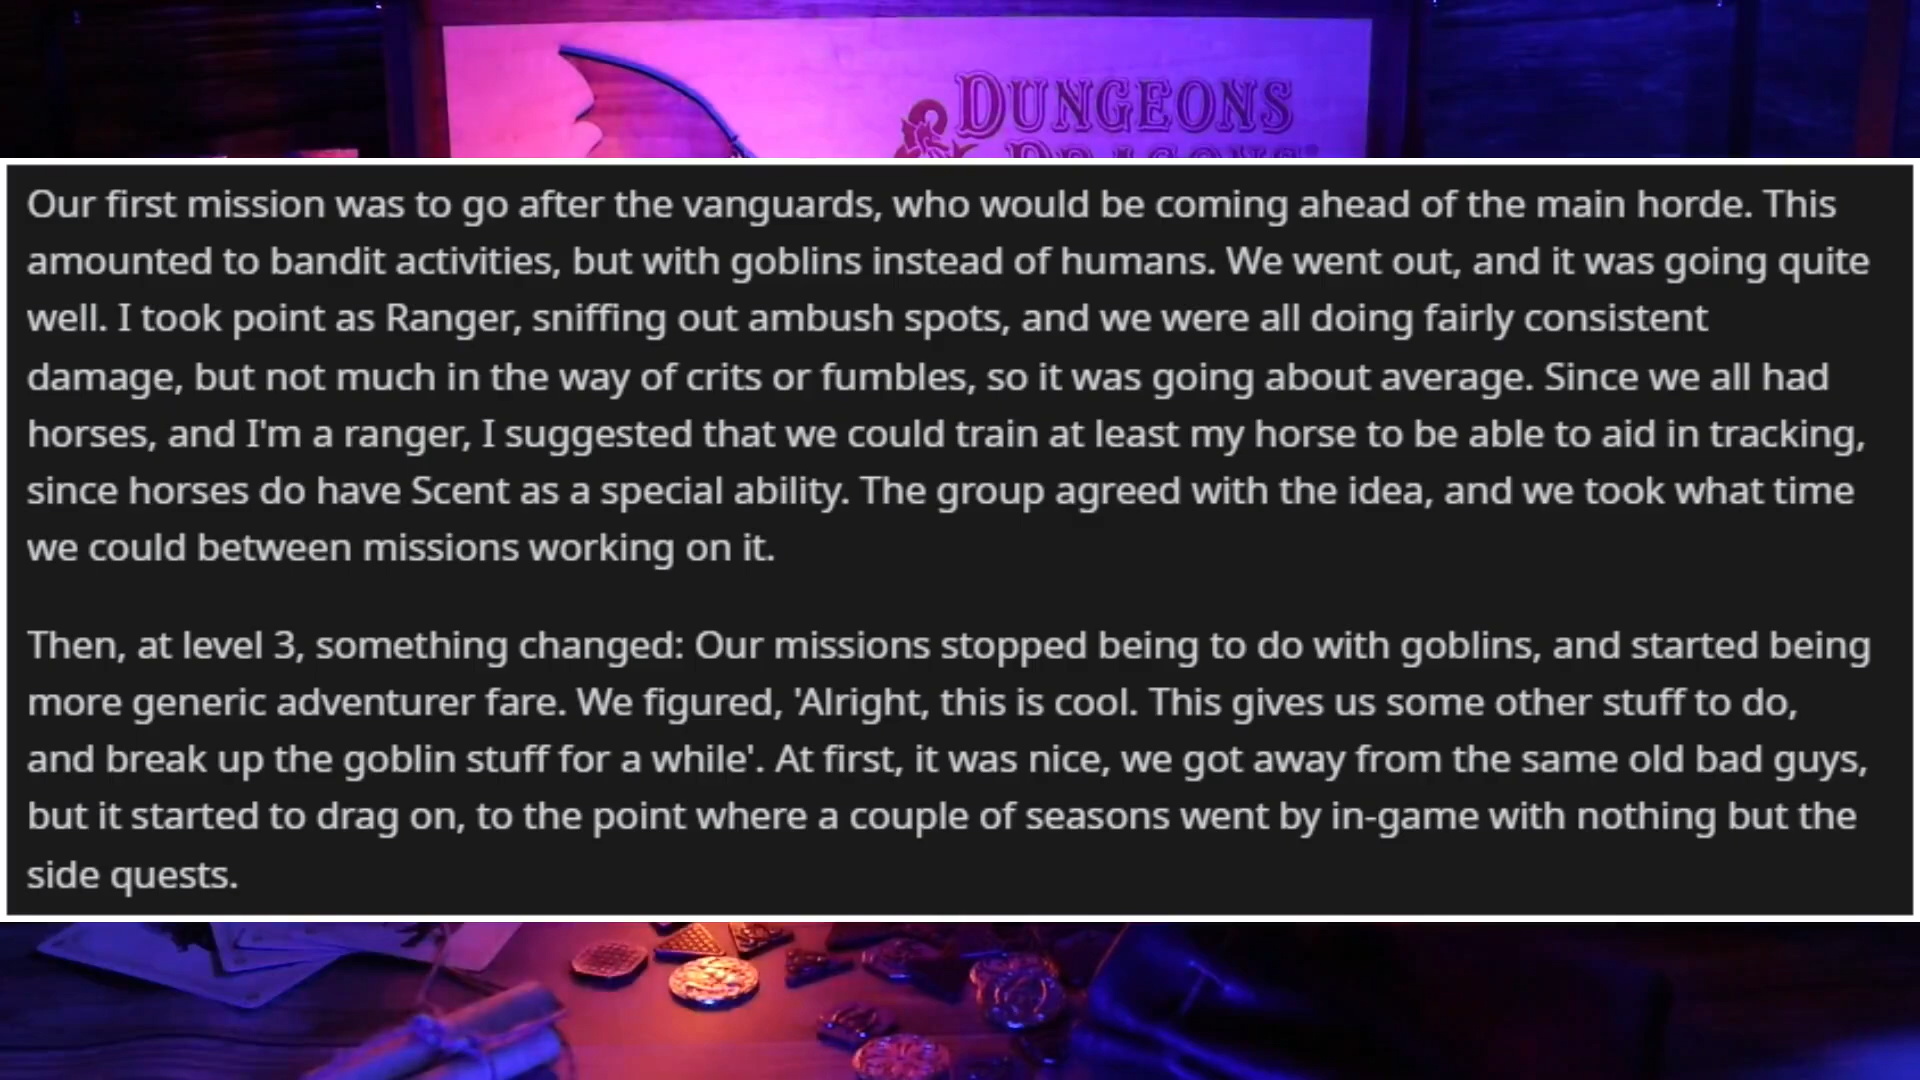 DUNGEONS
DRAGONS
Our first mission was to go after the vanguards, who would be coming ahead of the main horde. This
amounted to bandit activities, but with goblins instead of humans. We went out, and it was going quite
well. I took point as Ranger, sniffing out ambush spots, and we were all doing fairly consistent
damage, but not much in the way of crits or fumbles, so it was going about average. Since we all had
horses, and I'm a ranger, I suggested that we could train at least my horse to be able to aid in tracking,
since horses do have Scent as a special ability. The group agreed with the idea, and we took what time
we could between missions working on it.
Then, at level 3, something changed: Our missions stopped being to do with goblins, and started being
more generic adventurer fare. We figured, 'Alright, this is cool. This gives us some other stuff to do,
and break up the goblin stuff for a while'. At first, it was nice, we got away from the same old bad guys,
but it started to drag on, to the point where a couple of seasons went by in-game with nothing but the
side quests.